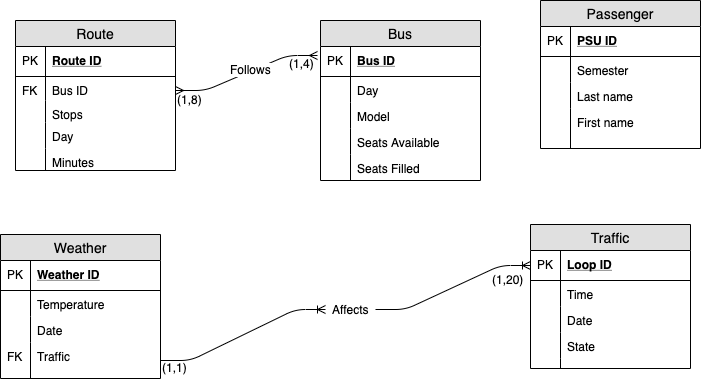 Route
PK Route ID
FK Bus ID
Stops
Day
Minutes
(1,8)
Follows
(1,4)
Bus
PK Bus ID
Day
Model
Seats Available
Seats Filled
Passenger
PK PSU ID
Semester
Last name
First name
Weather
PK Weather ID
Temperature
Date
FK Traffic
(1,1)
Affects
(1,20)
Traffic
PK Loop ID
Time
Date
State